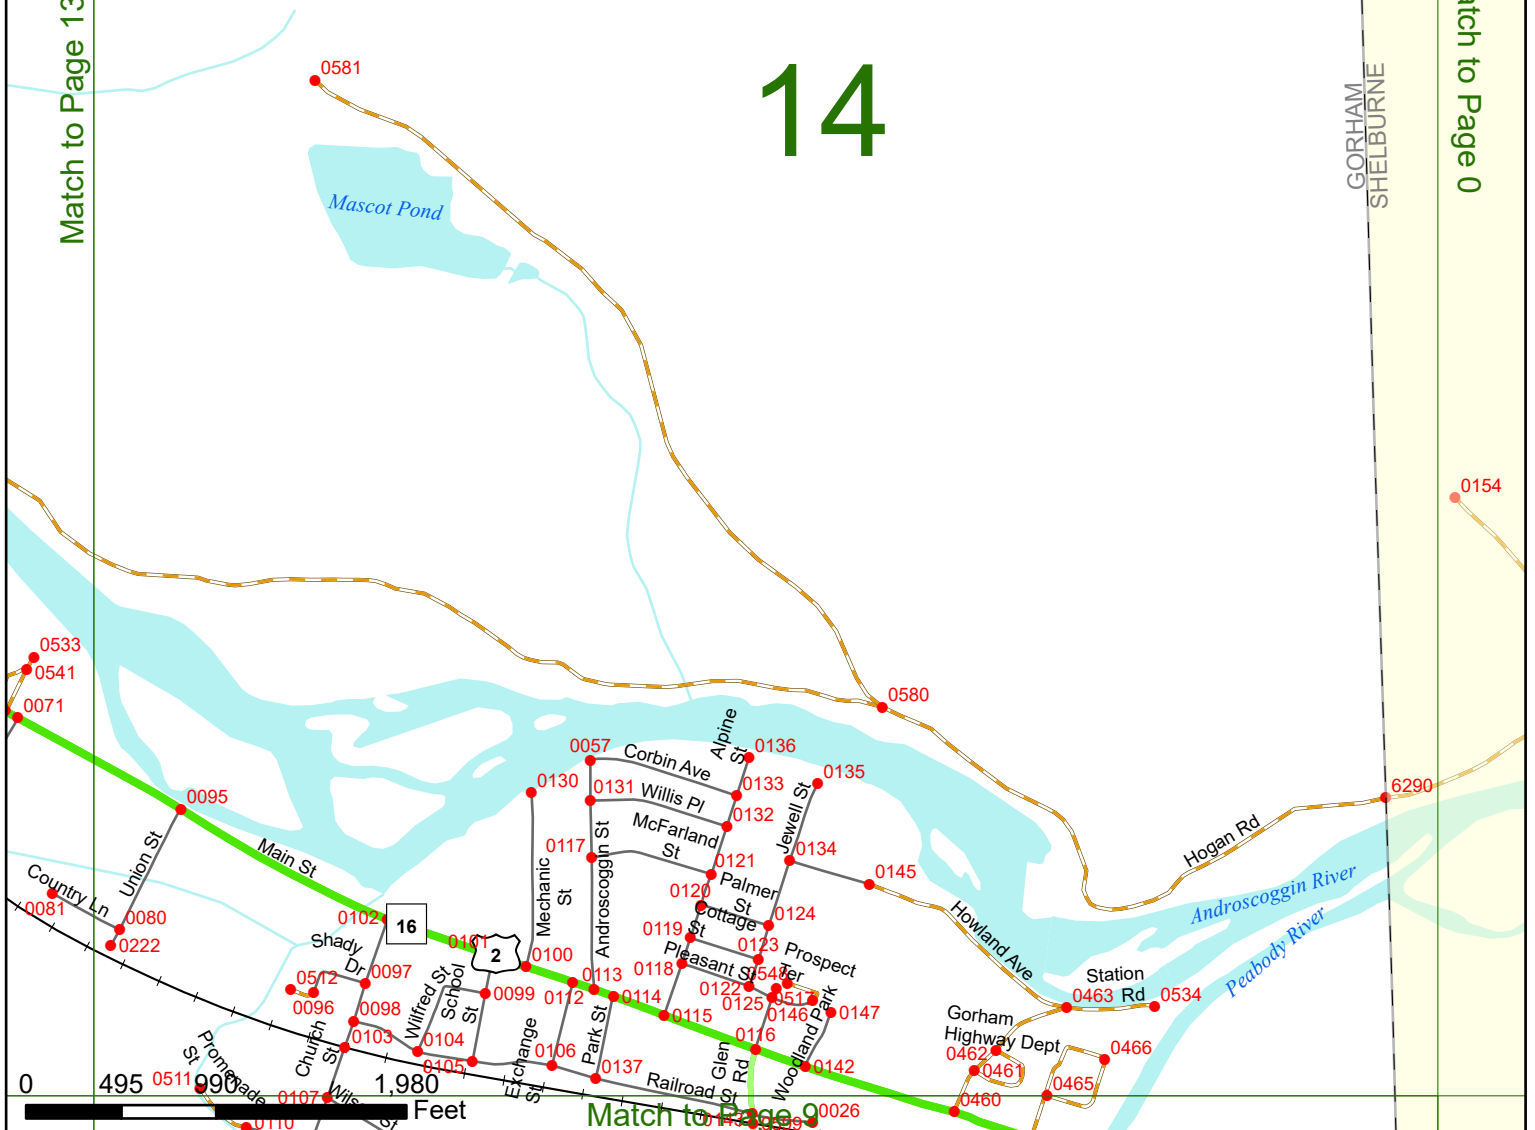 Match to Page 13
14
0581
GORHAM
SHELBURNE
Match to Page 0
Mascot Pond
0154
0533
0541
0071
0580
6290
0095
0057
0130
0131
0117
Corbin Ave
Willis Pl
McFarland
St
Alpine
St
0136
0133
0132
0135
Jewell St
0134
0145
Hogan Rd
Androscoggin River
Peabody River
Main St
Union St
Country Ln
0081
0080
0222
0102
16
0101
2
0100
Mechanic
St
Androscoggin St
0121
0120
Palmer
St
Cottage
St
0119
0124
0123
Pleasant St
0118
0122
0548
0125
0517
0146
Prospect
Ter
0147
Howland Ave
Station
Rd
0463
0534
Shady
Dr
0097
0512
0096
0098
0103
Church
St
Wilfred St
School
St
0099
0104
0105
0112
0113
0114
0115
0116
Exchange
St
Park St
0106
0137
Railroad
St
Glen
Rd
Woodland Park
0142
Gorham
Highway Dept
0462
0461
0460
0466
0465
Promenade
St
0511
0107
0110
0026
0 495 990 1,980
Feet
Match to Page 9